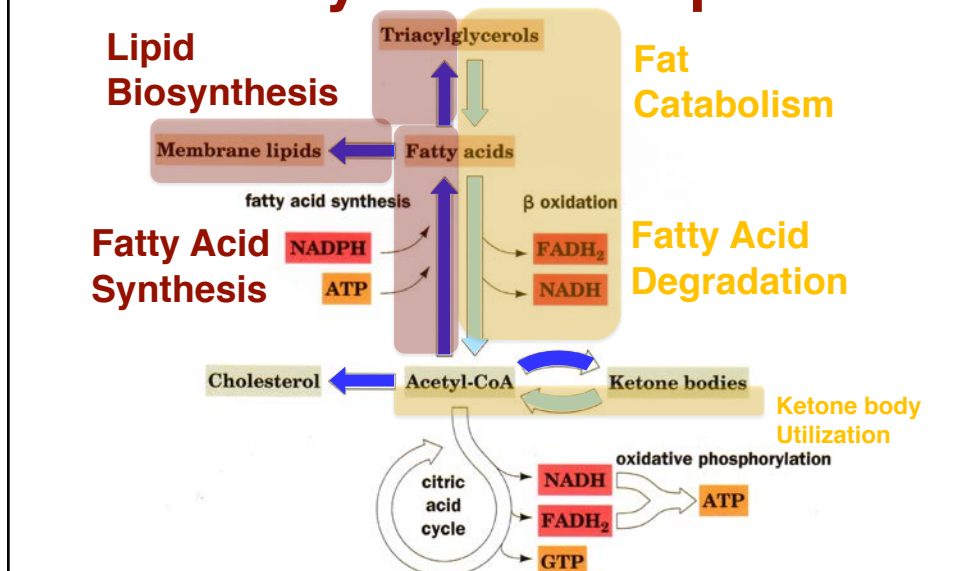 Lipid
Biosynthesis
Triacylglycerols
Fat
Catabolism
Membrane lipids
Fatty acids
fatty acid synthesis
β oxidation
Fatty Acid
Synthesis
NADPH
ATP
FADH₂
NADH
Fatty Acid
Degradation
Cholesterol
Acetyl-CoA
Ketone bodies
Ketone body
Utilization
oxidative phosphorylation
citric
acid
cycle
NADH
FADH₂
GTP
ATP